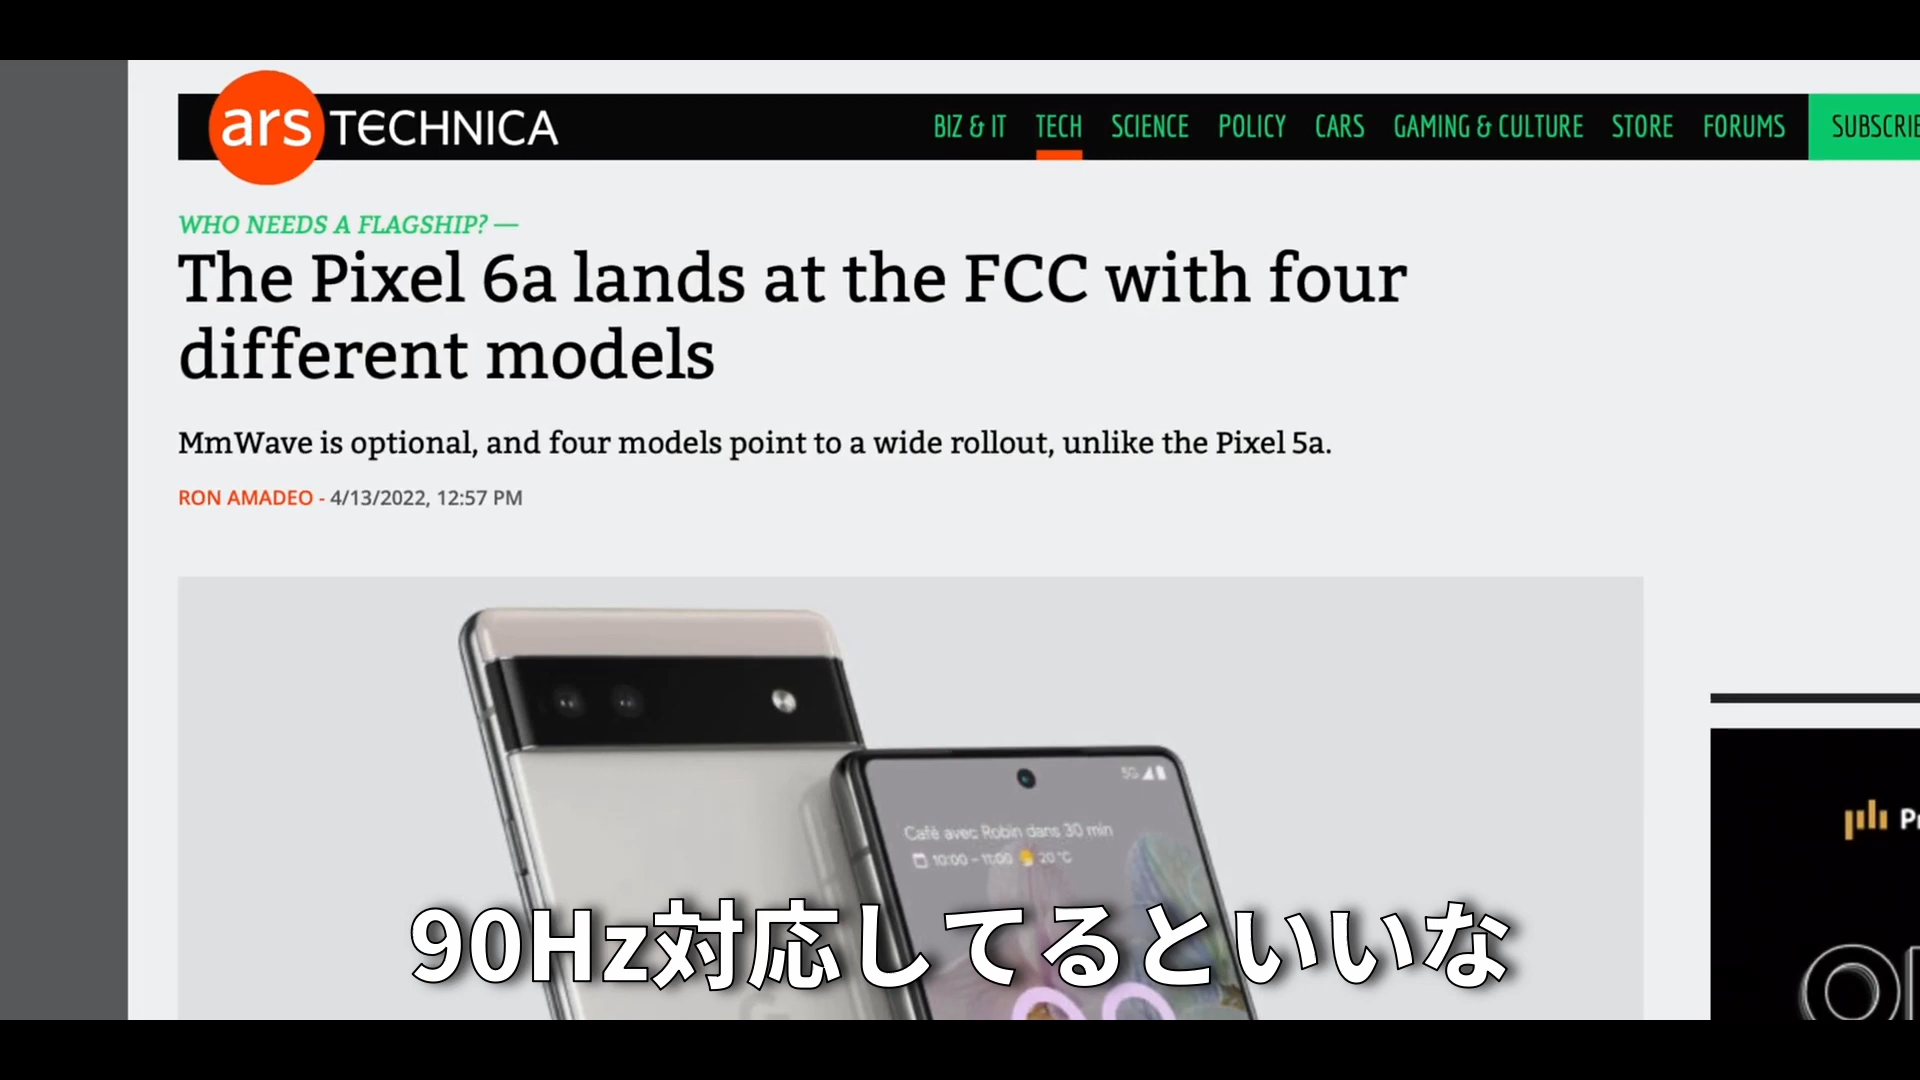 ars TECHNICA
BIZ & IT TECH SCIENCE POLICY CARS GAMING & CULTURE STORE FORUMS
WHO NEEDS A FLAGSHIP? —
The Pixel 6a lands at the FCC with four
different models
MmWave is optional, and four models point to a wide rollout, unlike the Pixel 5a.
RON AMADEO - 4/13/2022, 12:57 PM
5G
Café avec Robin dans 30 min
10:00 – 11:00 20 °C
90Hz対応してるといいな